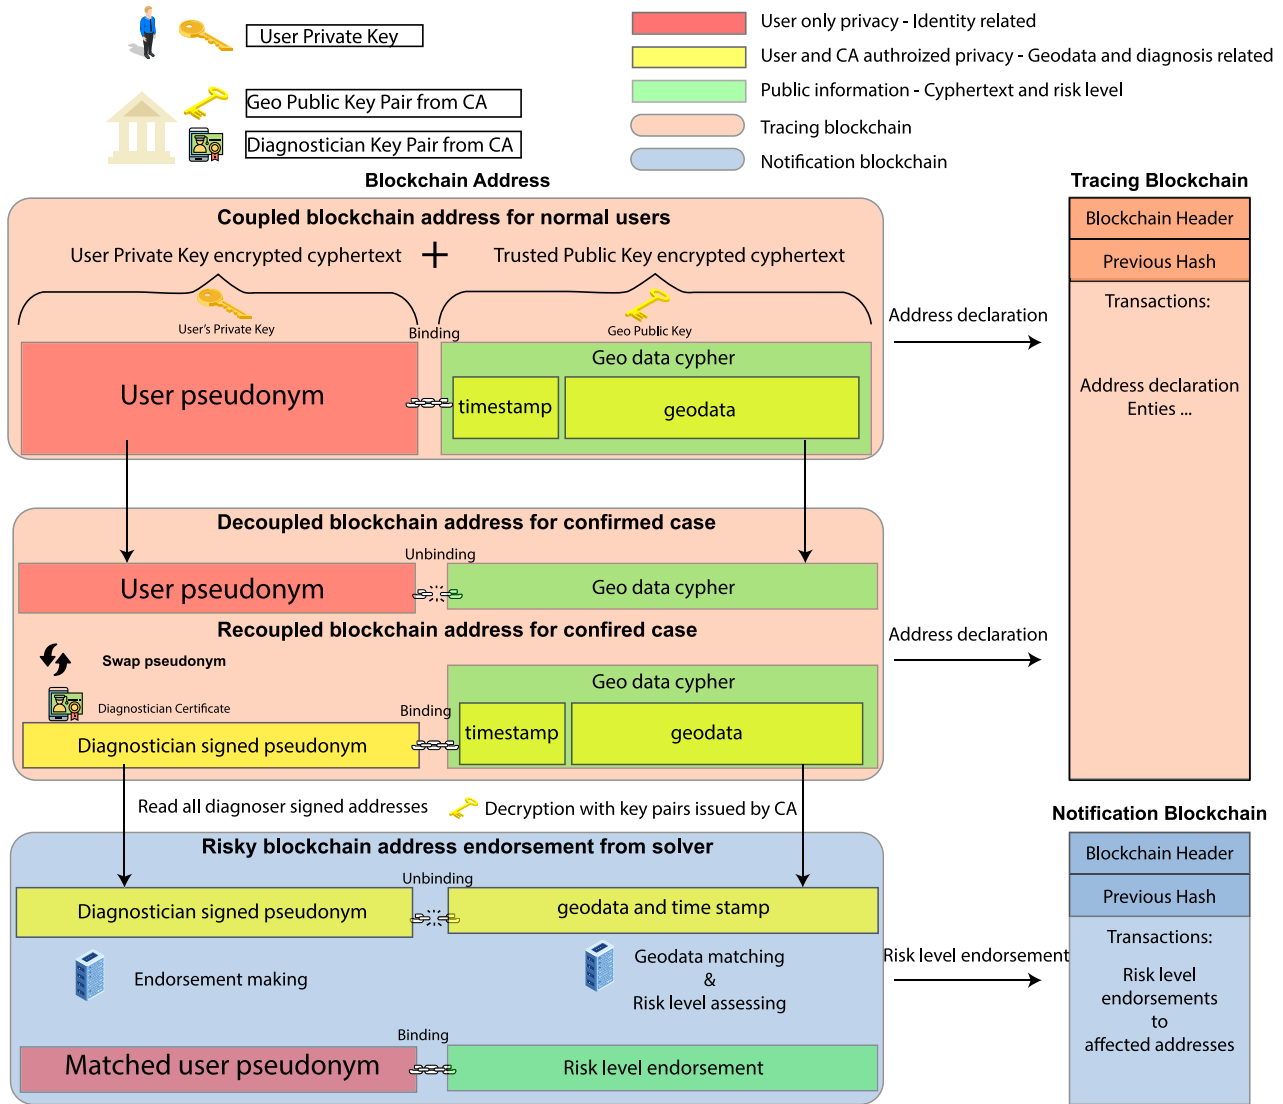 User Private Key
Geo Public Key Pair from CA
Diagnostician Key Pair from CA
User only privacy - Identity related
User and CA authroized privacy - Geodata and diagnosis related
Public information - Cyphertext and risk level
Tracing blockchain
Notification blockchain
Blockchain Address
Coupled blockchain address for normal users
User Private Key encrypted cyphertext + Trusted Public Key encrypted cyphertext
User's Private Key
Binding
Geo Public Key
User pseudonym
Geo data cypher
timestamp
geodata
Address declaration
Decoupled blockchain address for confirmed case
Unbinding
User pseudonym
Geo data cypher
Recoupled blockchain address for confired case
Swap pseudonym
Diagnostician Certificate
Binding
Diagnostician signed pseudonym
Geo data cypher
timestamp
geodata
Address declaration
Read all diagnoser signed addresses
Decryption with key pairs issued by CA
Risky blockchain address endorsement from solver
Unbinding
Diagnostician signed pseudonym
geodata and time stamp
Endorsement making
Geodata matching
&
Risk level assessing
Binding
Matched user pseudonym
Risk level endorsement
Risk level endorsement
Tracing Blockchain
Blockchain Header
Previous Hash
Transactions:
Address declaration
Enties ...
Notification Blockchain
Blockchain Header
Previous Hash
Transactions:
Risk level
endorsements
to
affected addresses